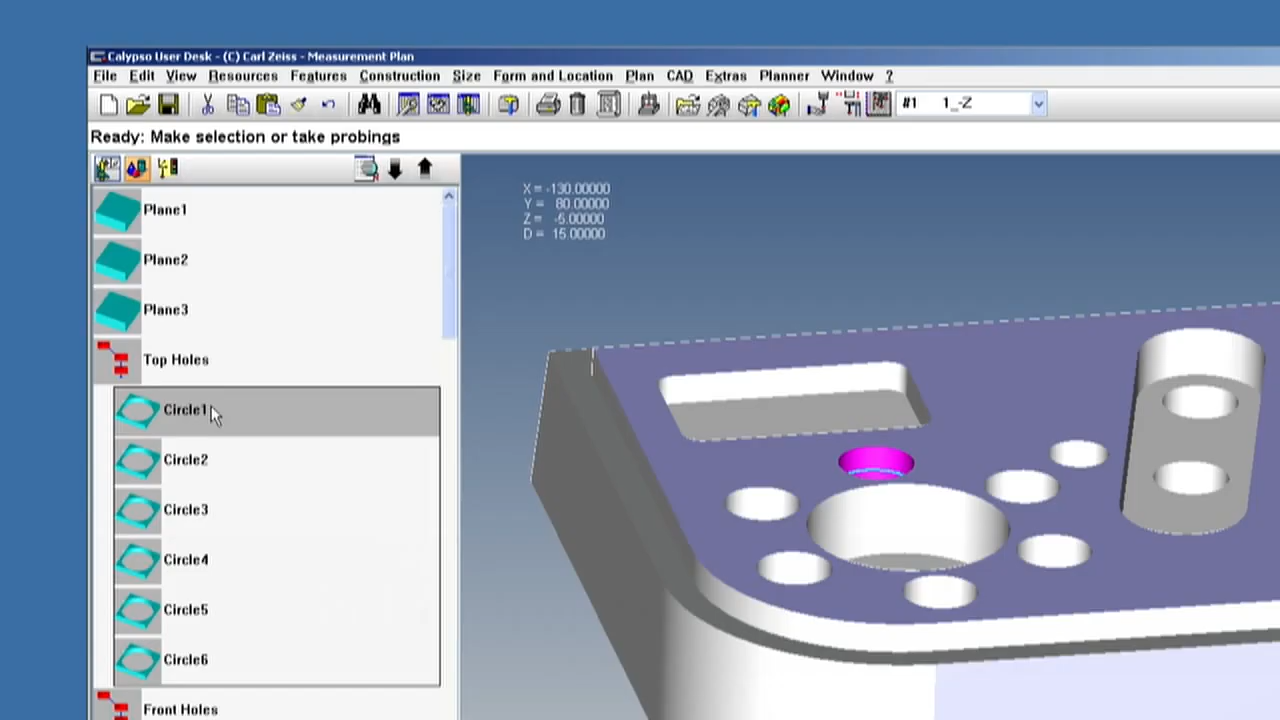 Calypso User Desk - (C) Carl Zeiss - Measurement Plan
File Edit View Resources Features Construction Size Form and Location Plan CAD Extras Planner Window ?
#1 1_-Z
Ready: Make selection or take probings
X = -130.00000
Y = 80.00000
Z = -5.00000
D = 15.00000
Plane1
Plane2
Plane3
Top Holes
Circle1
Circle2
Circle3
Circle4
Circle5
Circle6
Front Holes